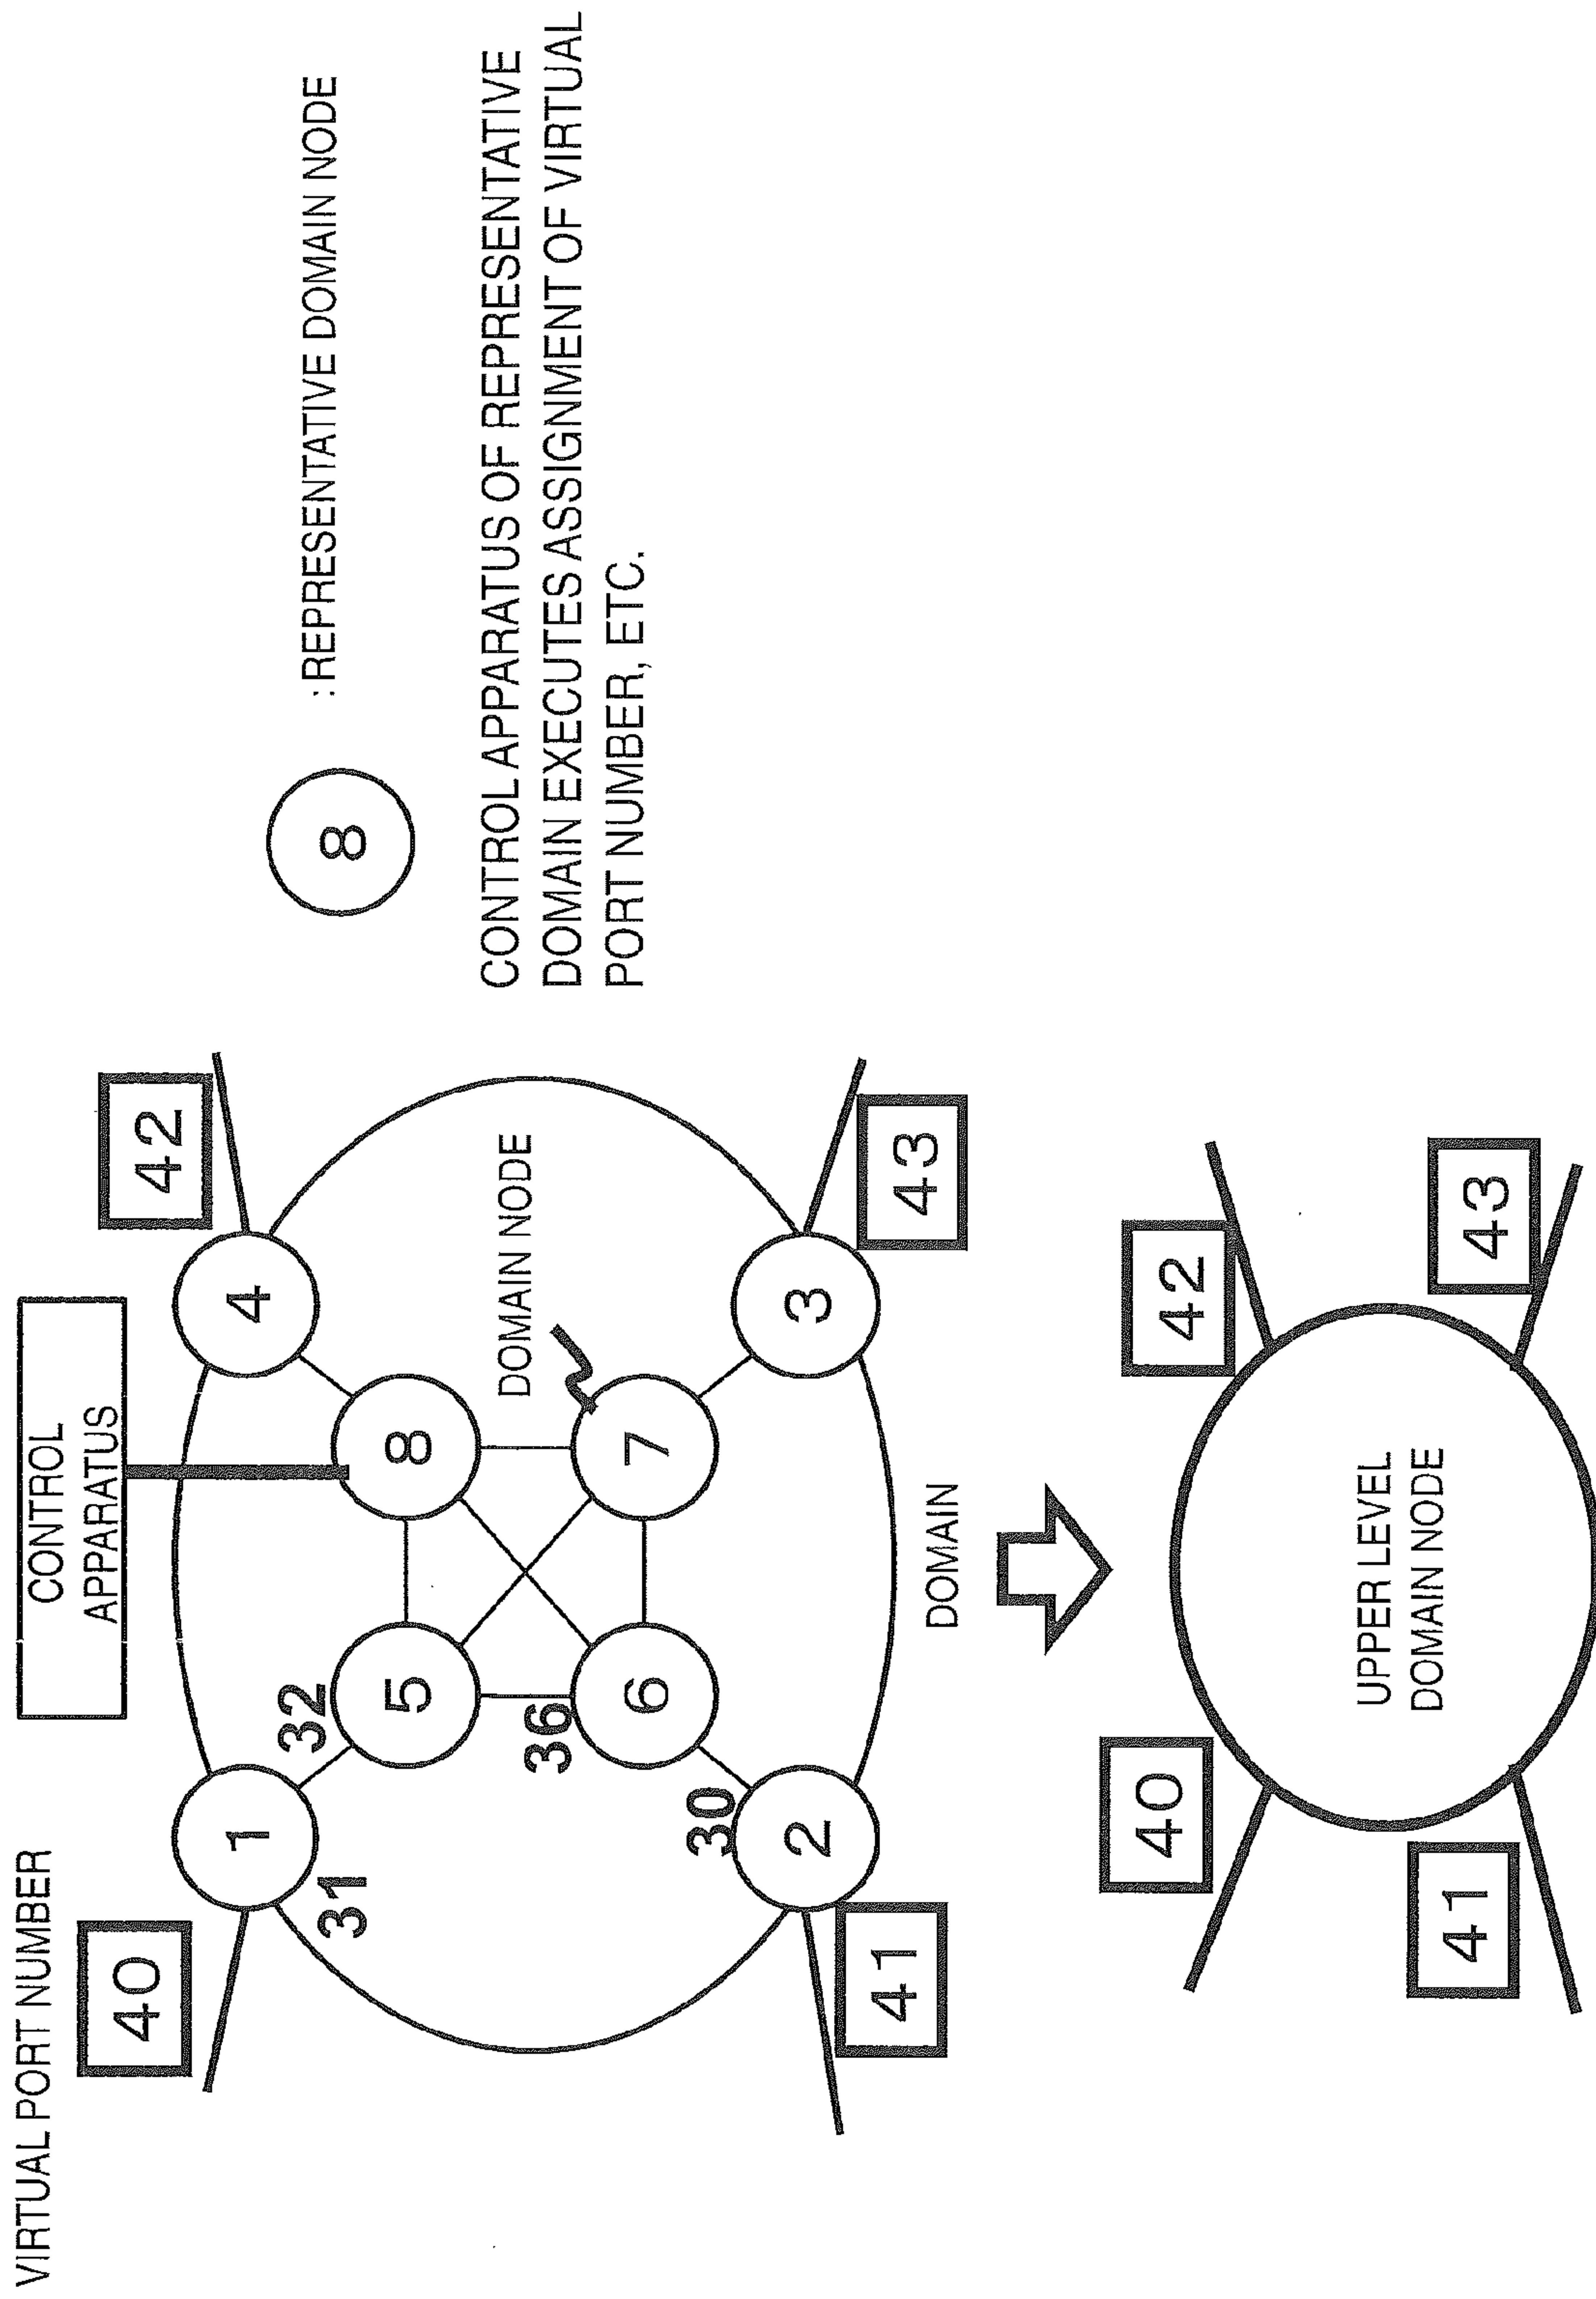 VIRTUAL PORT NUMBER
CONTROL
APPARATUS
40
42
1
4
31
32
5
8
DOMAIN NODE
36
6
7
30
2
3
41
43
DOMAIN
40
42
UPPER LEVEL
DOMAIN NODE
41
43
8
:REPRESENTATIVE DOMAIN NODE
CONTROL APPARATUS OF REPRESENTATIVE
DOMAIN EXECUTES ASSIGNMENT OF VIRTUAL
PORT NUMBER, ETC.